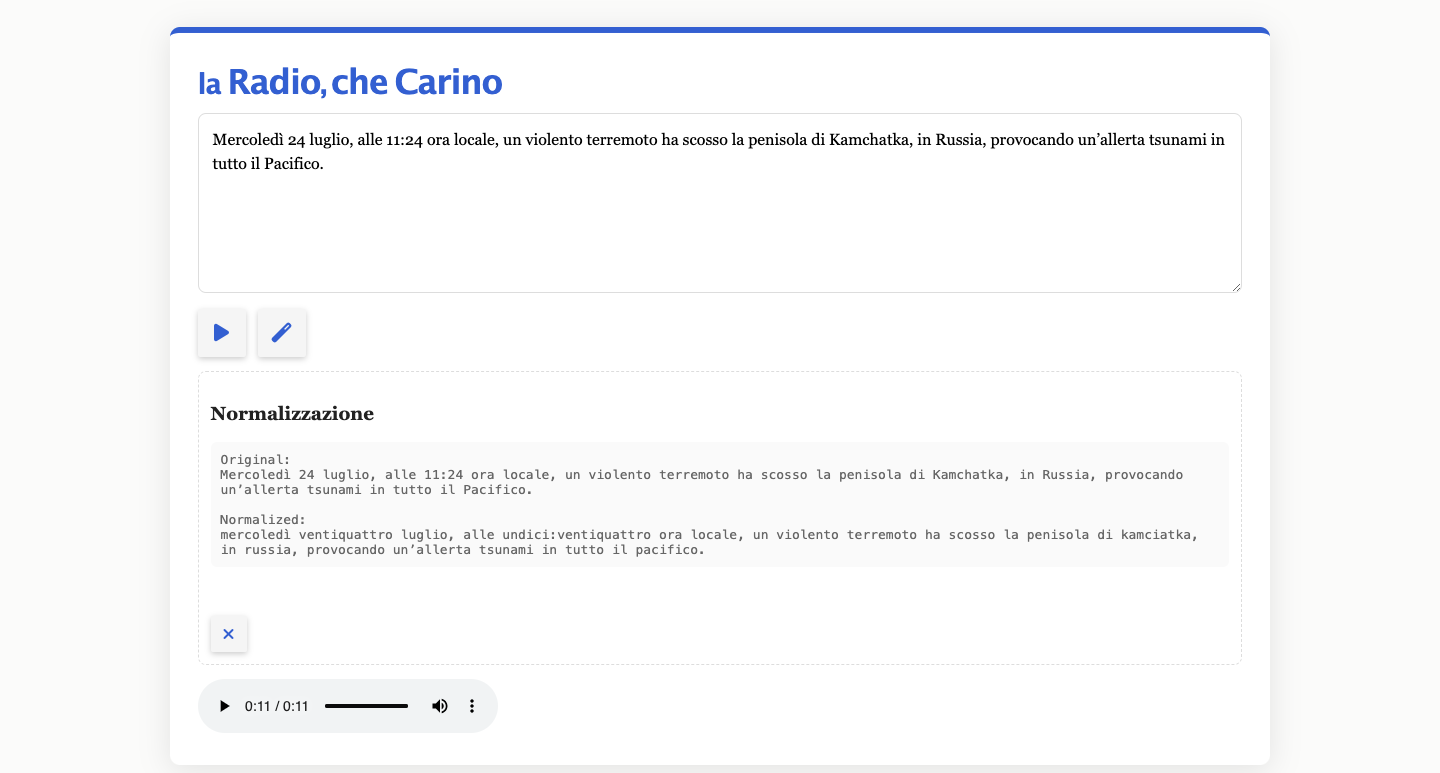 la Radio, che Carino
Mercoledì 24 luglio, alle 11:24 ora locale, un violento terremoto ha scosso la penisola di Kamchatka, in Russia, provocando un’allerta tsunami in
tutto il Pacifico.
Normalizzazione
Original:
Mercoledì 24 luglio, alle 11:24 ora locale, un violento terremoto ha scosso la penisola di Kamchatka, in Russia, provocando
un’allerta tsunami in tutto il Pacifico.
Normalized:
mercoledì ventiquattro luglio, alle undici:ventiquattro ora locale, un violento terremoto ha scosso la penisola di kamciatka,
in russia, provocando un’allerta tsunami in tutto il pacifico.
0:11 / 0:11